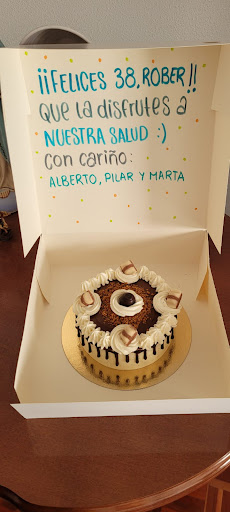 ¡¡FELICES 38, ROBER!!
QUE LA DISFRUTES A
NUESTRA SALUD :)
CON CARIÑO:
ALBERTO, PILAR Y MARTA